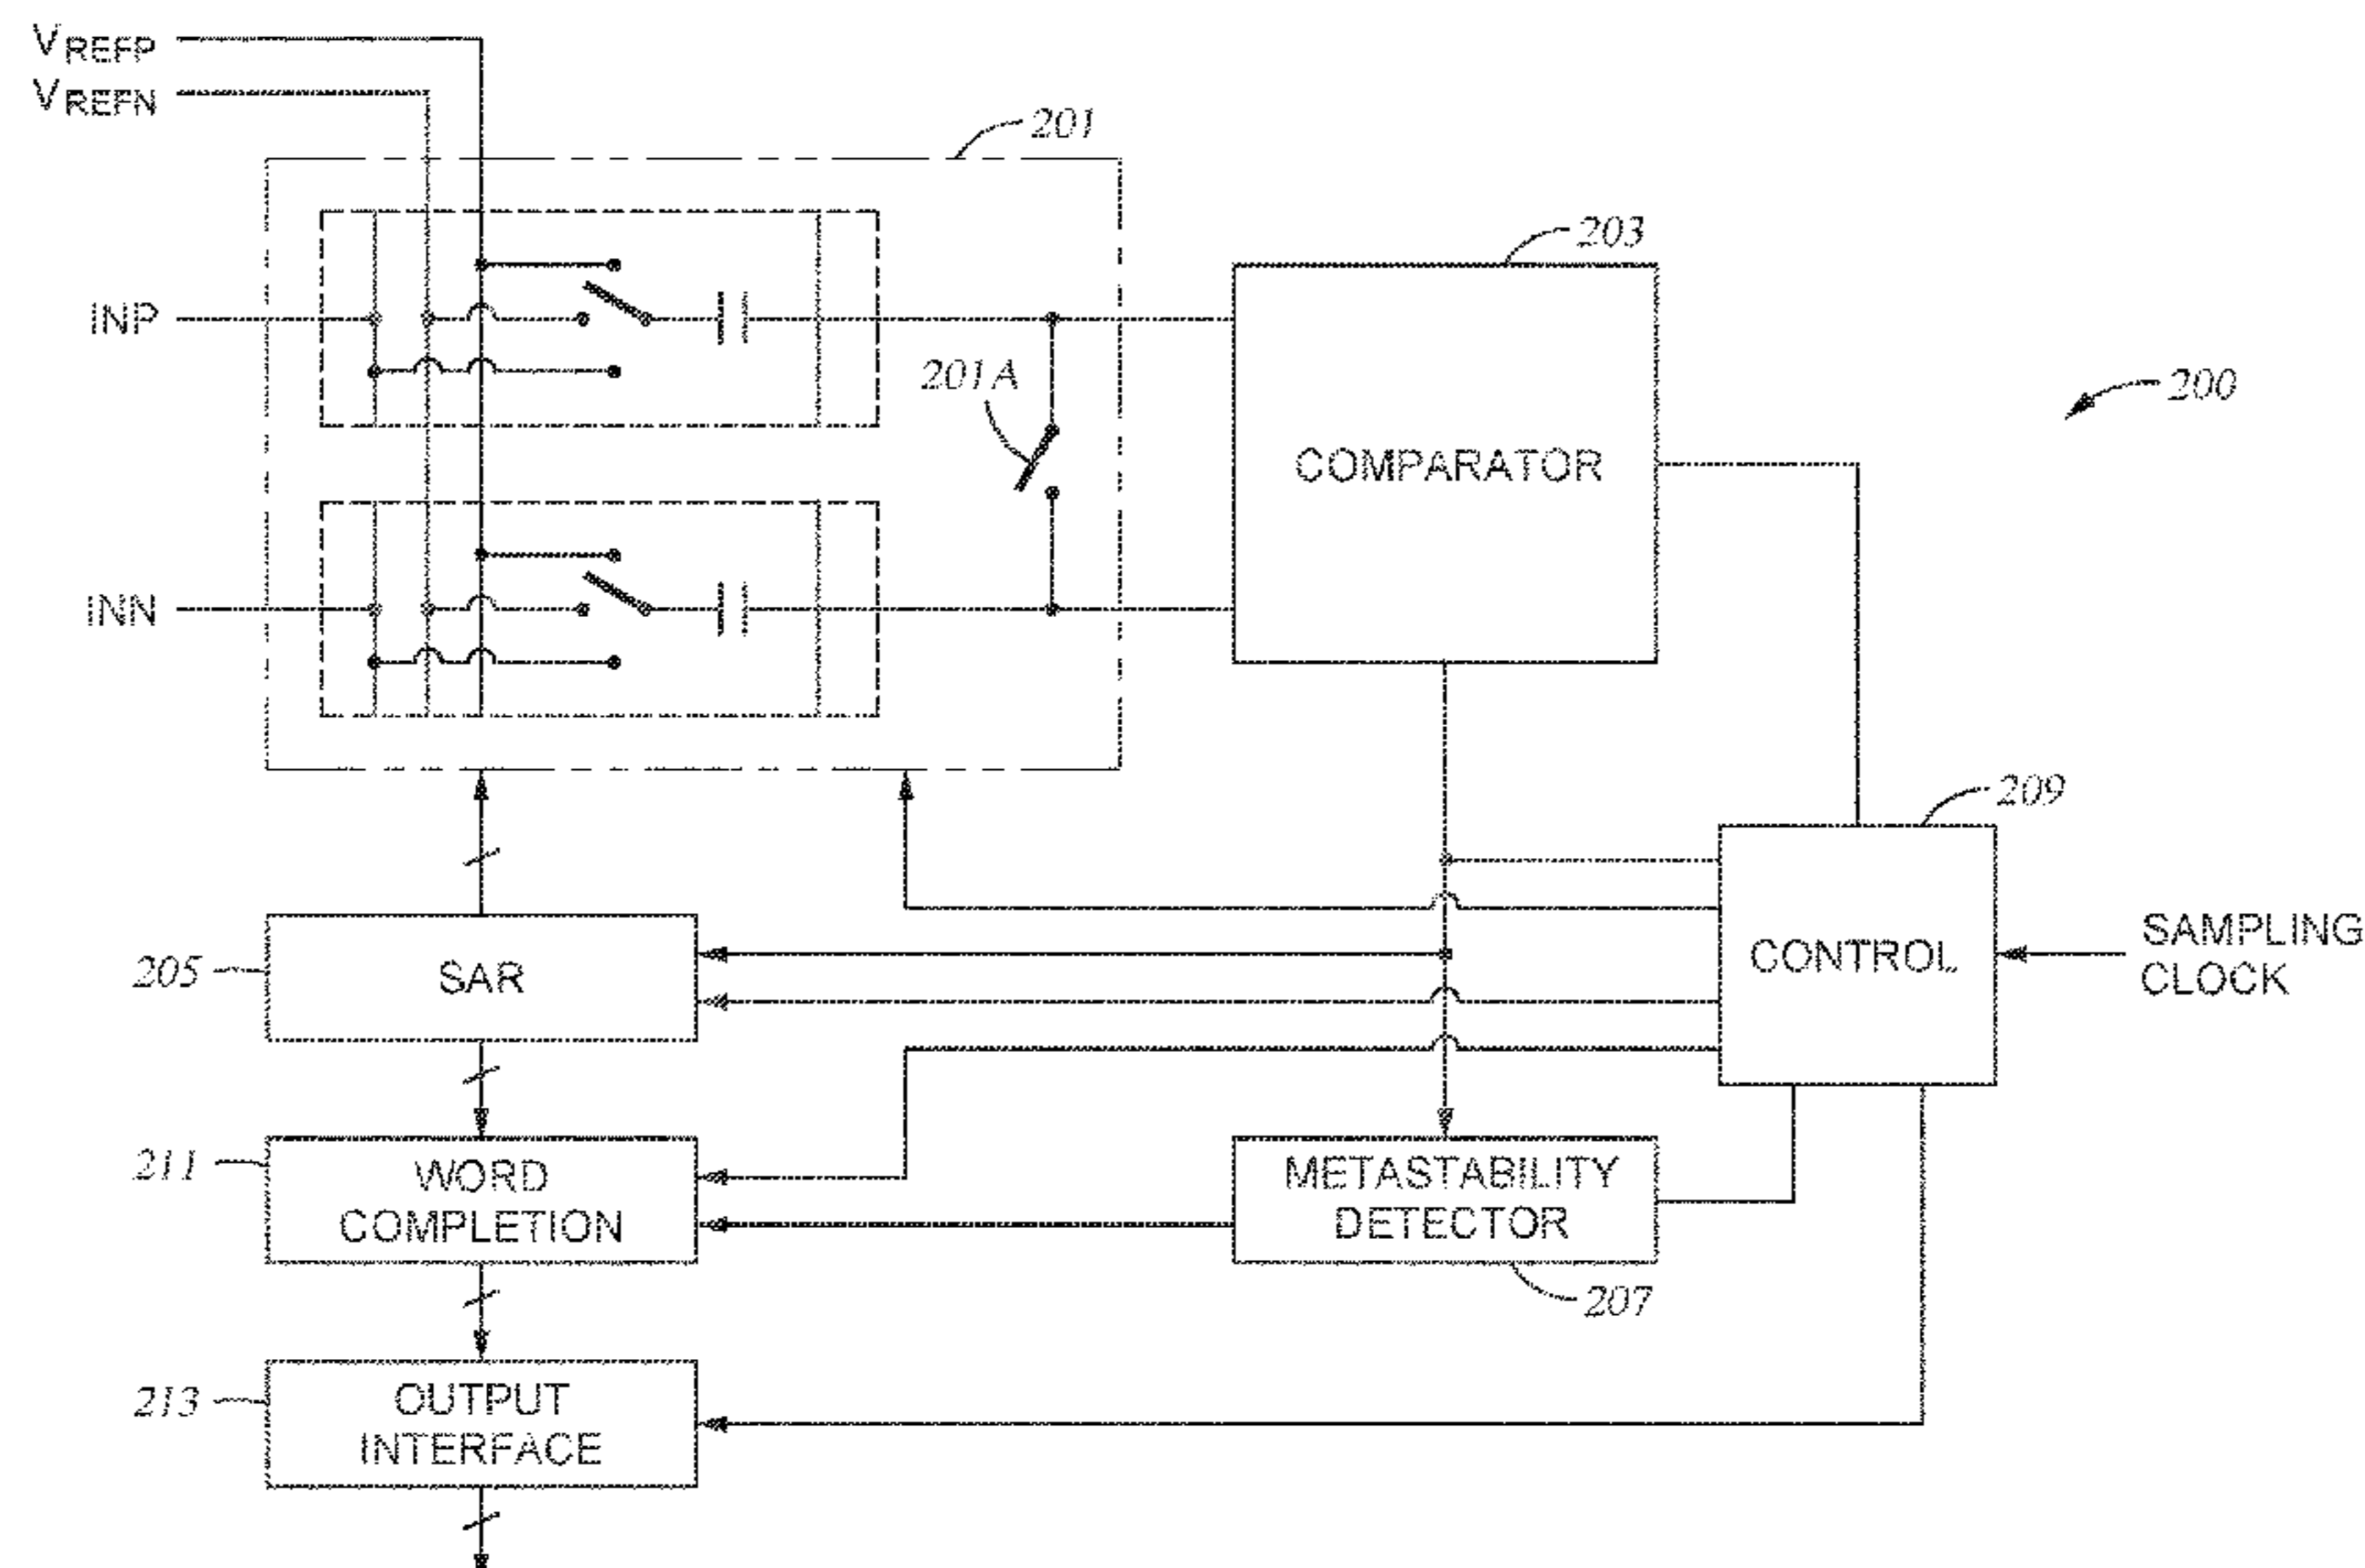 VREFP
VREFN
201
203
INP
201A
200
COMPARATOR
INN
209
SAMPLING
CLOCK
CONTROL
205
SAR
211
WORD
COMPLETION
METASTABILITY
DETECTOR
207
213
OUTPUT
INTERFACE